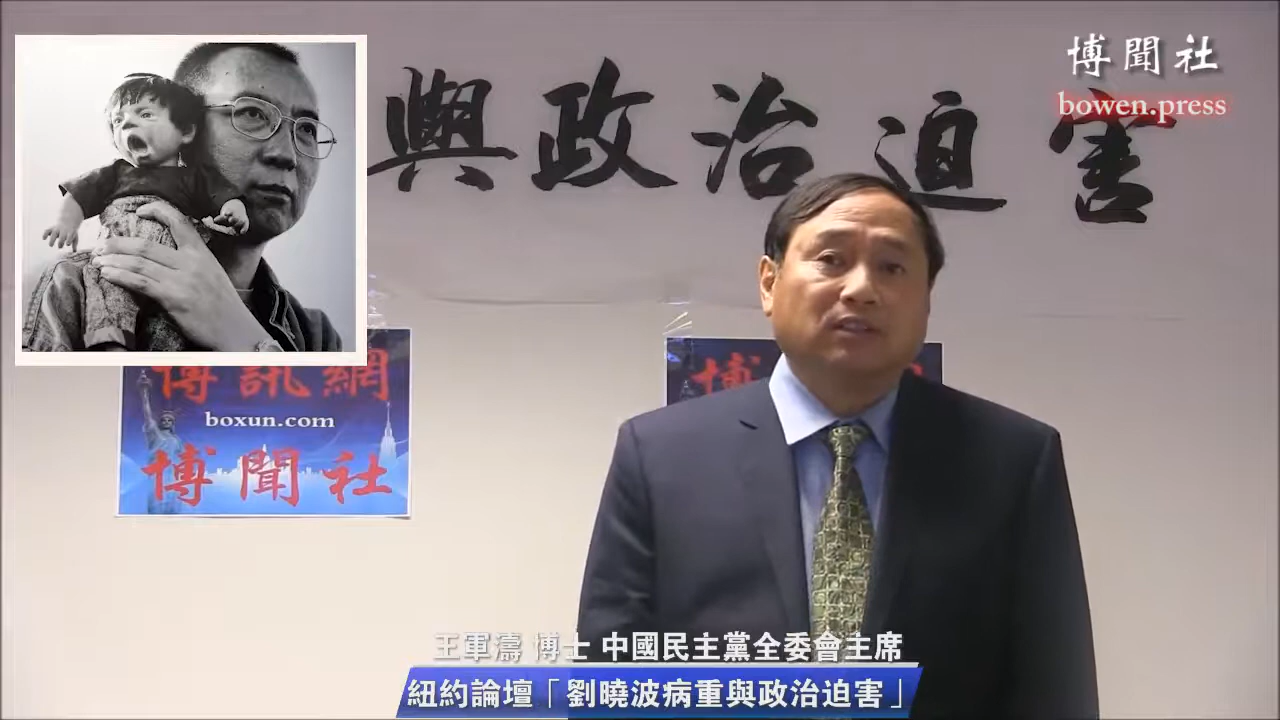 博聞社
bowen.press
與政治迫害
博訊網
boxun.com
博聞社
博
王軍濤 博士 中國民主黨全委會主席
紐約論壇「劉曉波病重與政治迫害」